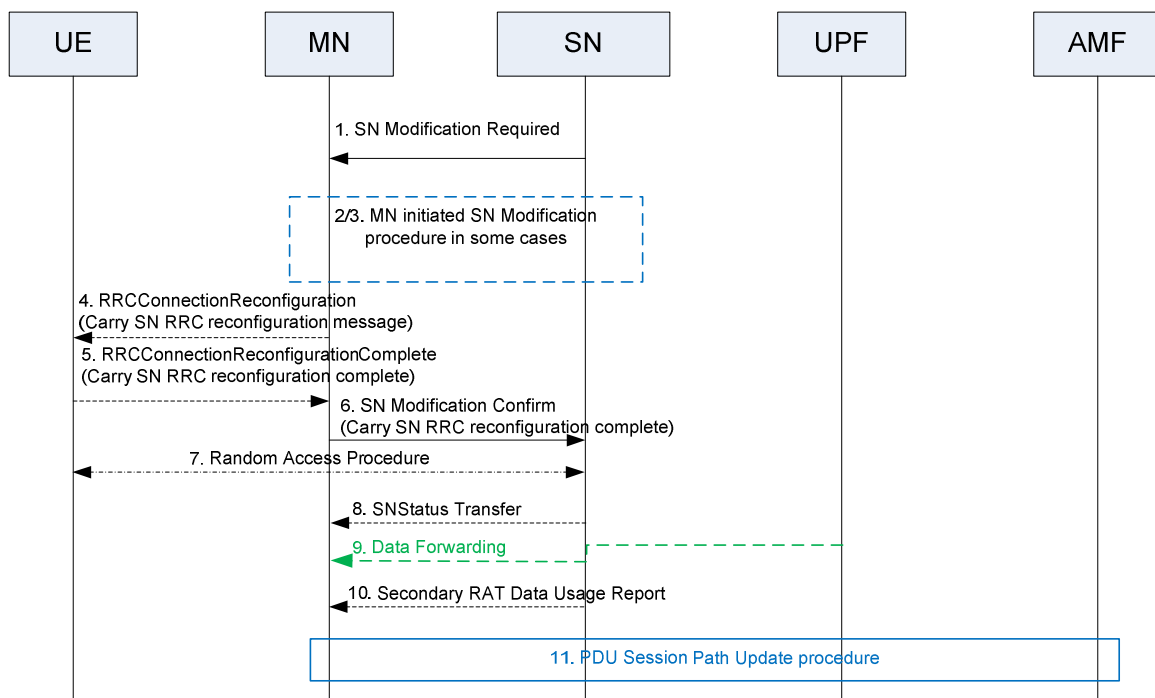 UE
MN
SN
UPF
AMF
1. SN Modification Required
2/3. MN initiated SN Modification
procedure in some cases
4. RRCConnectionReconfiguration
(Carry SN RRC reconfiguration message)
5. RRCConnectionReconfigurationComplete
(Carry SN RRC reconfiguration complete)
6. SN Modification Confirm
(Carry SN RRC reconfiguration complete)
7. Random Access Procedure
8. SNStatus Transfer
9. Data Forwarding
10. Secondary RAT Data Usage Report
11. PDU Session Path Update procedure